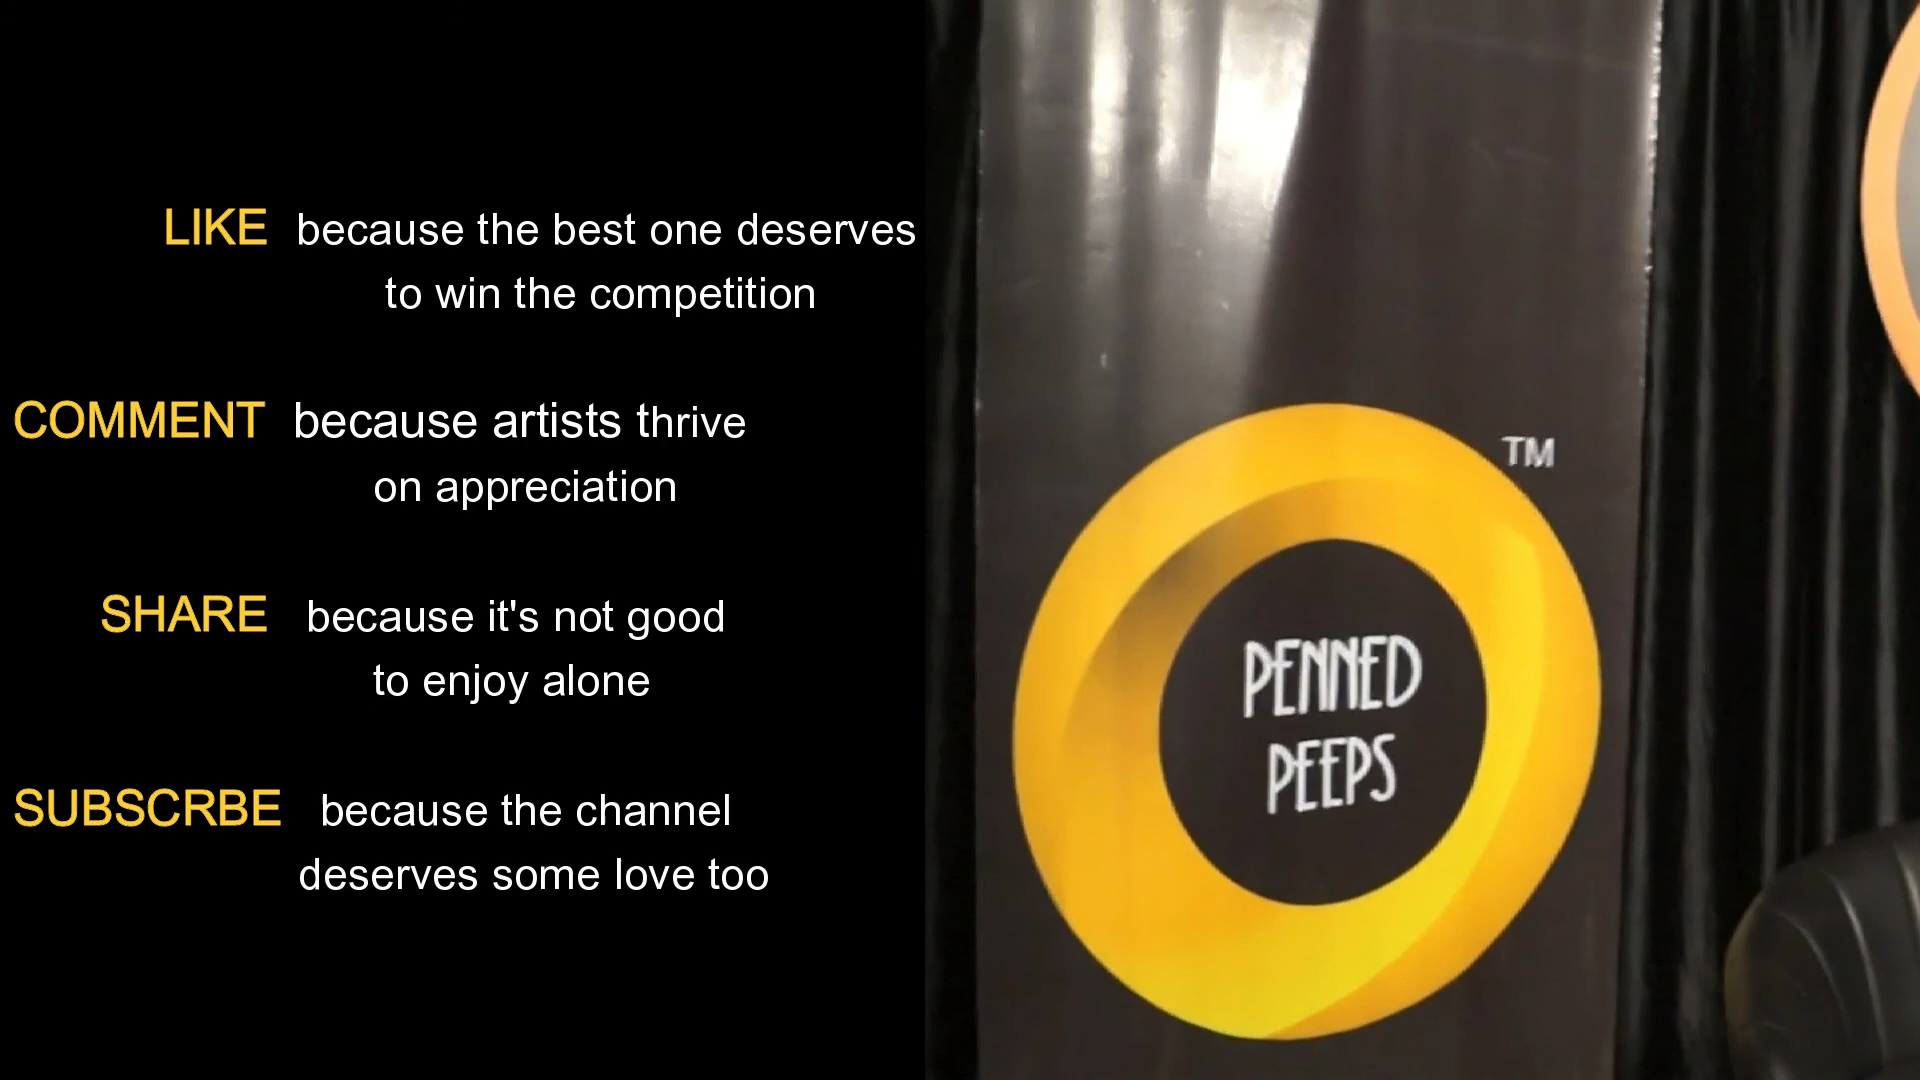 LIKE because the best one deserves
to win the competition
COMMENT because artists thrive
on appreciation
SHARE because it's not good
to enjoy alone
SUBSCRBE because the channel
deserves some love too
TM
PENNED
PEEPS